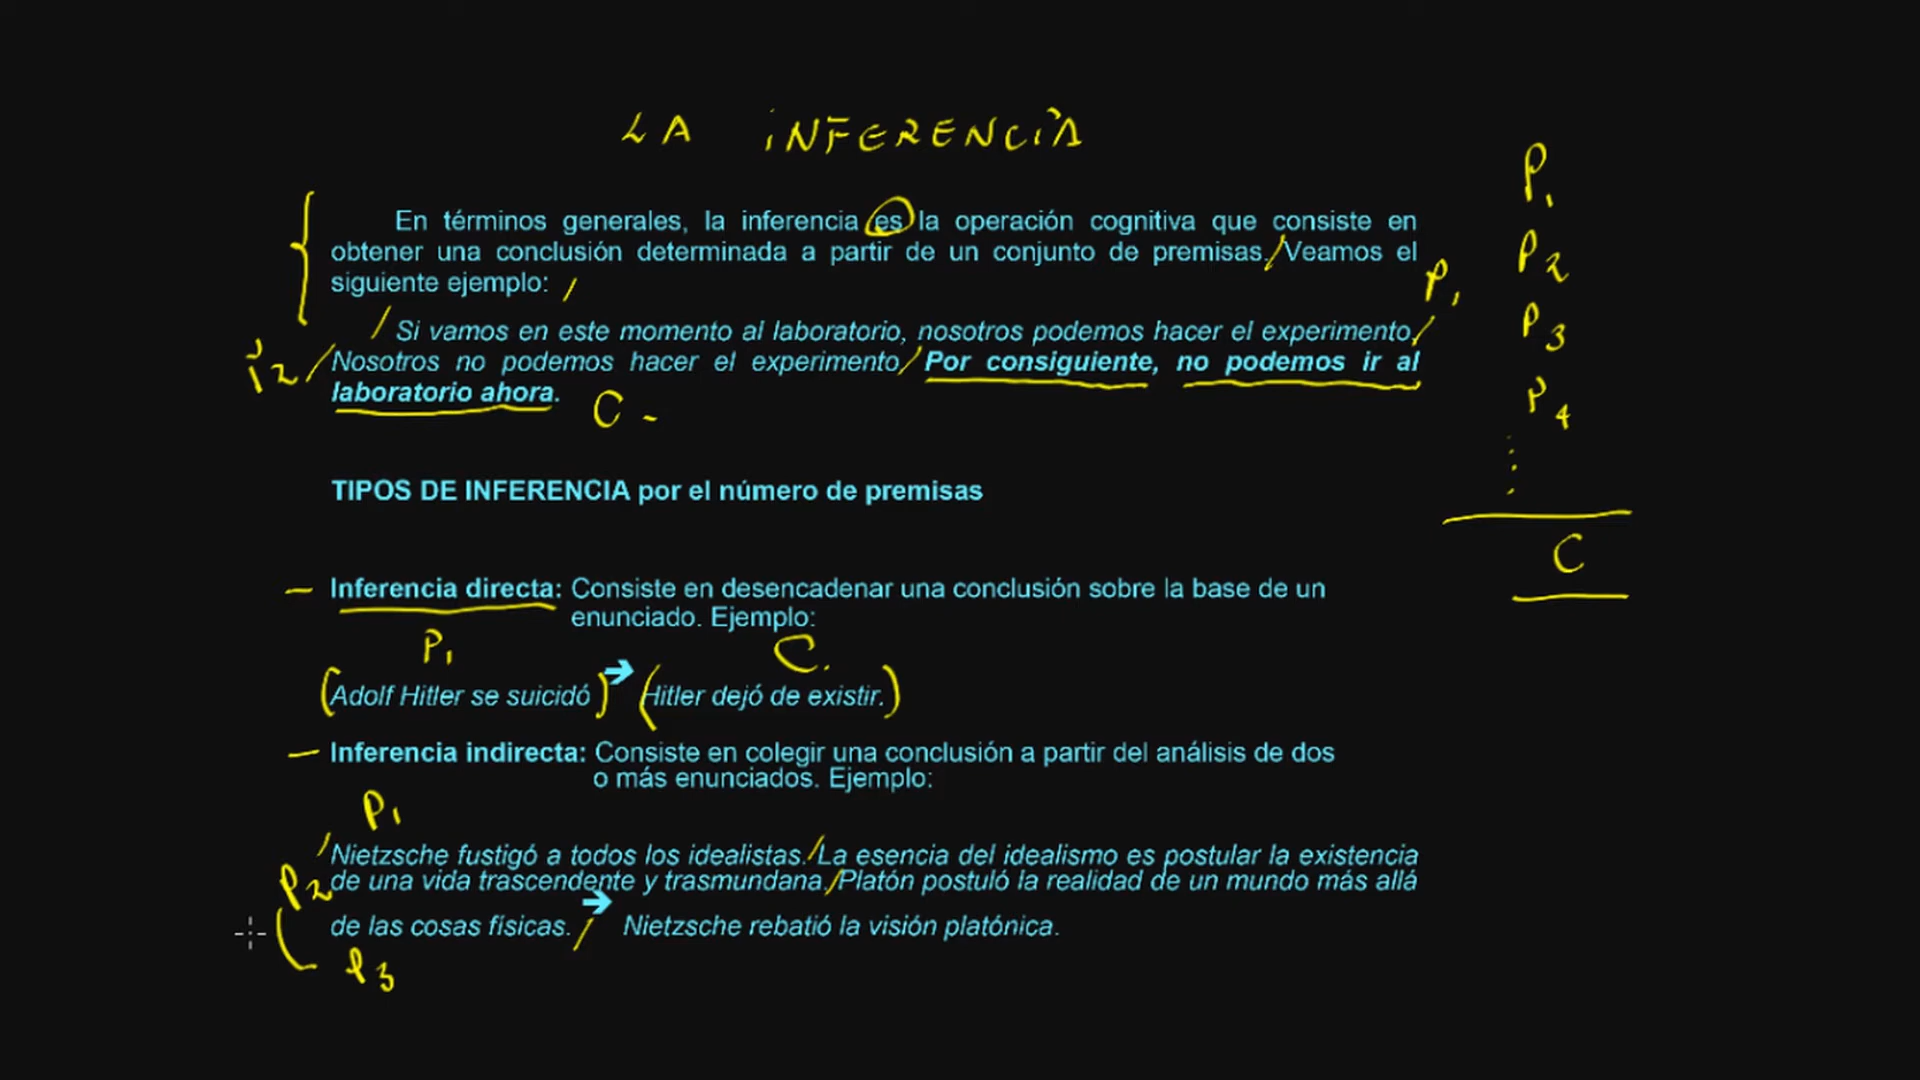 LA iNFERENCiA
En términos generales, la inferencia es la operación cognitiva que consiste en
obtener una conclusión determinada a partir de un conjunto de premisas. Veamos el
siguiente ejemplo:
Si vamos en este momento al laboratorio, nosotros podemos hacer el experimento. P1
P2 Nosotros no podemos hacer el experimento. Por consiguiente, no podemos ir al
laboratorio ahora. C
P1
P2
P3
P4
C
TIPOS DE INFERENCIA por el número de premisas
Inferencia directa: Consiste en desencadenar una conclusión sobre la base de un
enunciado. Ejemplo:
P1 C.
Adolf Hitler se suicidó ➔ Hitler dejó de existir.
Inferencia indirecta: Consiste en colegir una conclusión a partir del análisis de dos
o más enunciados. Ejemplo:
P1
Nietzsche fustigó a todos los idealistas. La esencia del idealismo es postular la existencia
P2 de una vida trascendente y trasmundana. Platón postuló la realidad de un mundo más allá
de las cosas físicas. ➔ Nietzsche rebatió la visión platónica.
P3